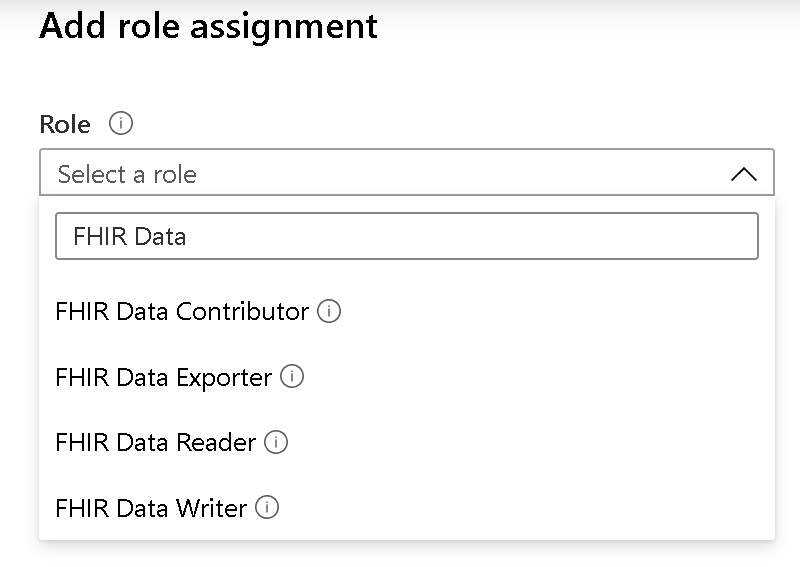 Add role assignment
Role
Select a role
FHIR Data
FHIR Data Contributor
FHIR Data Exporter
FHIR Data Reader
FHIR Data Writer